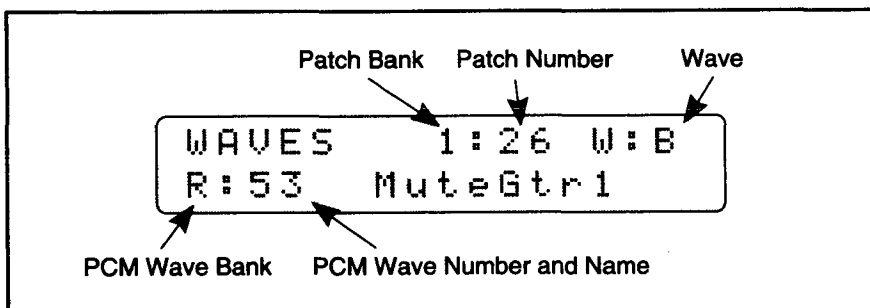 Patch Bank Patch Number Wave
WAVES 1:26 W:B
R:53 MuteGtr1
PCM Wave Bank PCM Wave Number and Name